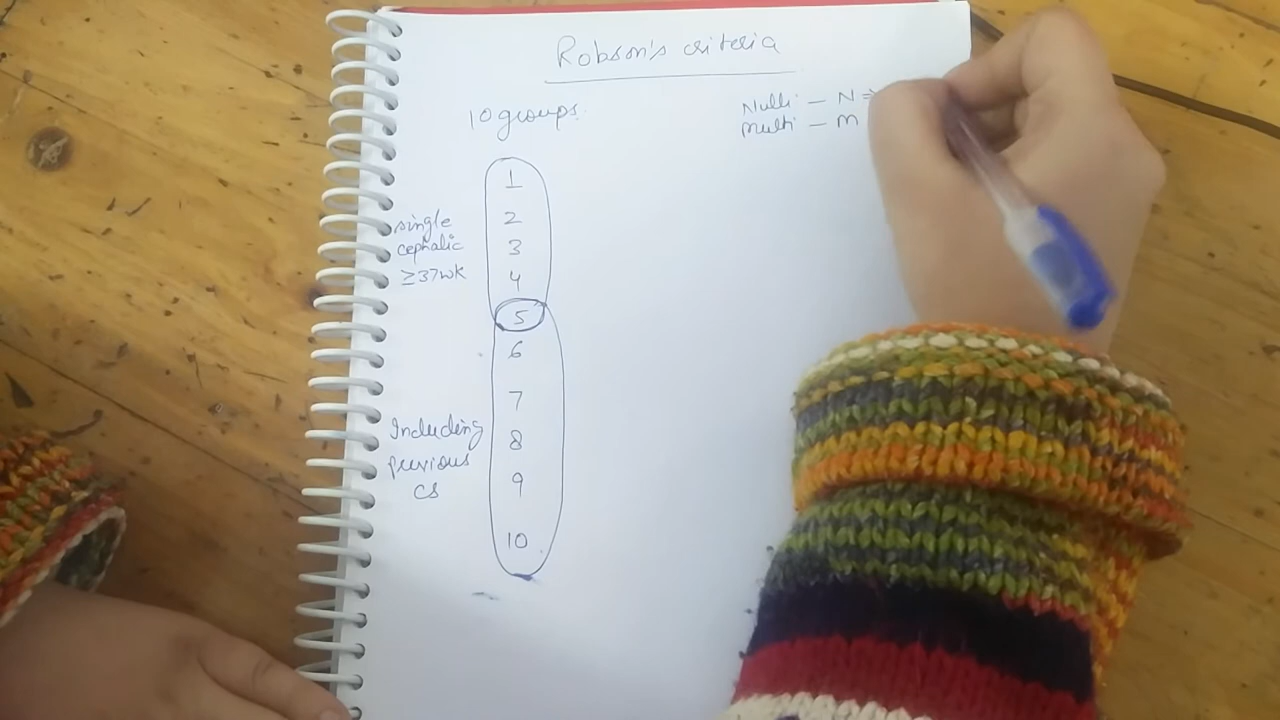 Robson's criteria
10 groups.
Nulli - N ⇒
Multi - M
1
2
3
4
5
6
7
8
9
10
single
cephalic
≥37wk
Including
previous
CS